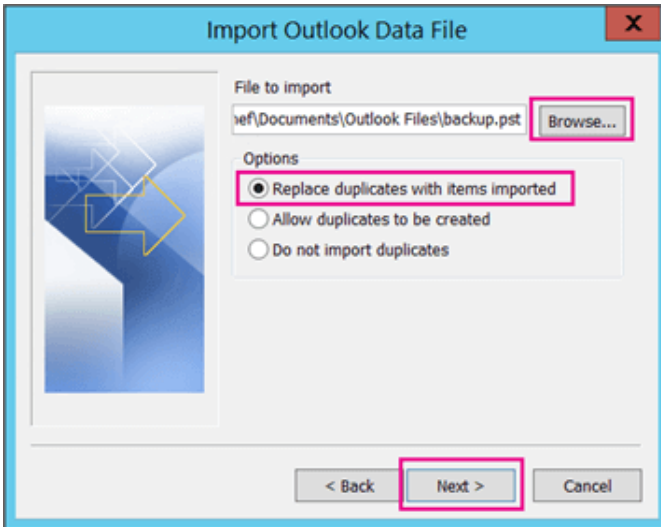 Import Outlook Data File
X
File to import
nef\Documents\Outlook Files\backup.pst
Browse...
Options
Replace duplicates with items imported
Allow duplicates to be created
Do not import duplicates
< Back
Next >
Cancel